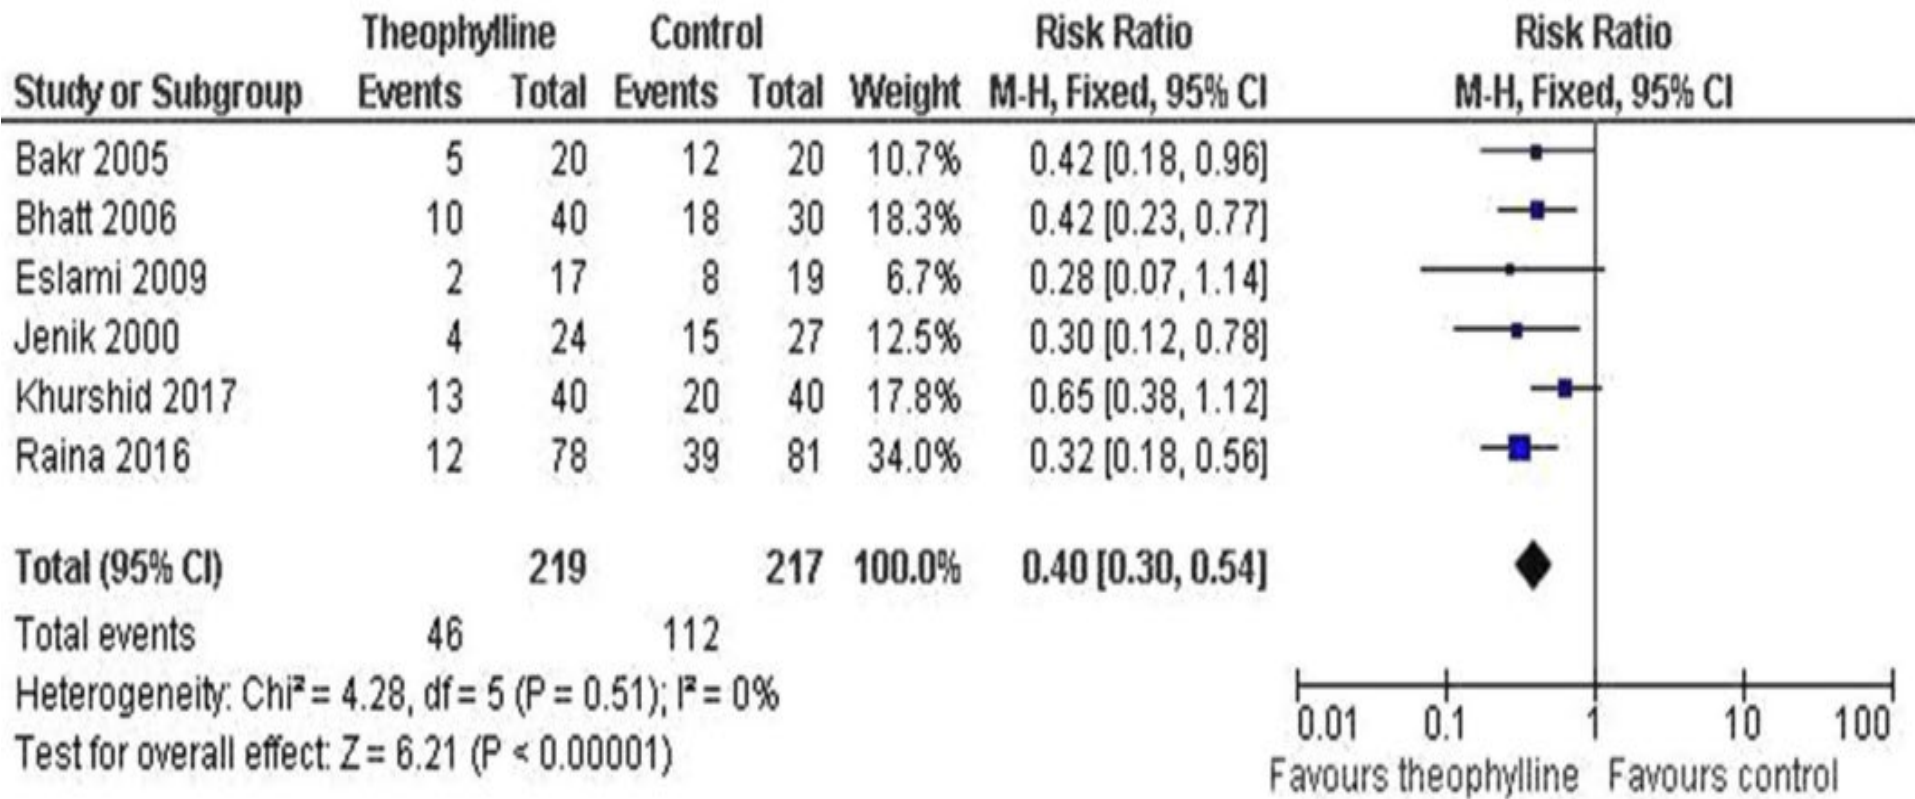 Theophylline Control Risk Ratio Risk Ratio
Study or Subgroup Events Total Events Total Weight M-H, Fixed, 95% CI M-H, Fixed, 95% CI
Bakr 2005 5 20 12 20 10.7% 0.42 [0.18, 0.96]
Bhatt 2006 10 40 18 30 18.3% 0.42 [0.23, 0.77]
Eslami 2009 2 17 8 19 6.7% 0.28 [0.07, 1.14]
Jenik 2000 4 24 15 27 12.5% 0.30 [0.12, 0.78]
Khurshid 2017 13 40 20 40 17.8% 0.65 [0.38, 1.12]
Raina 2016 12 78 39 81 34.0% 0.32 [0.18, 0.56]
Total (95% CI) 219 217 100.0% 0.40 [0.30, 0.54]
Total events 46 112
Heterogeneity: Chi² = 4.28, df = 5 (P = 0.51); I² = 0%
0.01 0.1 1 10 100
Test for overall effect: Z = 6.21 (P < 0.00001)
Favours theophylline Favours control